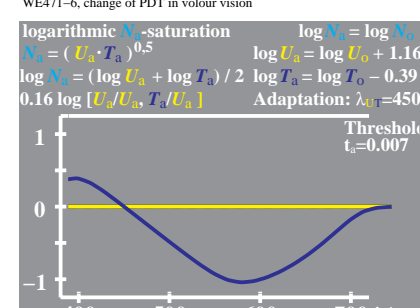 WE471–6, change of PDT in volour vision
logarithmic Nₐ-saturation log Nₐ = log Nₒ
Nₐ = ( Uₐ·Tₐ )⁰,⁵ log Uₐ = log Uₒ + 1.16
log Nₐ = (log Uₐ + log Tₐ) / 2 log Tₐ = log Tₒ − 0.39
0.16 log [Uₐ/Uₐ, Tₐ/Uₐ ] Adaptation: λUT=450
Threshold
tₐ=0.007
1
0
−1